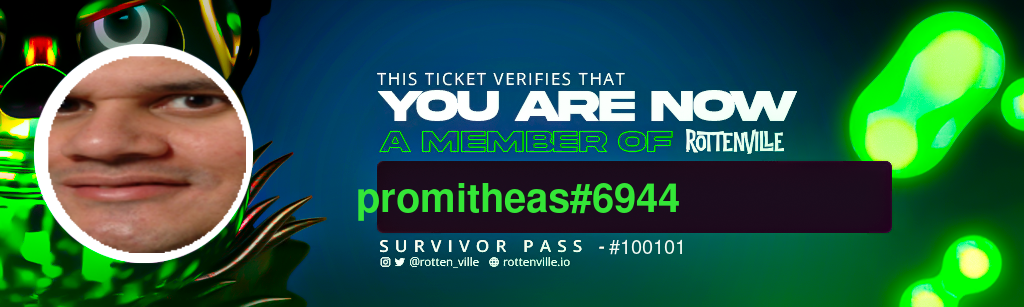 THIS TICKET VERIFIES THAT
YOU ARE NOW
A MEMBER OF ROTTENVILLE
promitheas#6944
SURVIVOR PASS - #100101
@rotten_ville rottenville.io